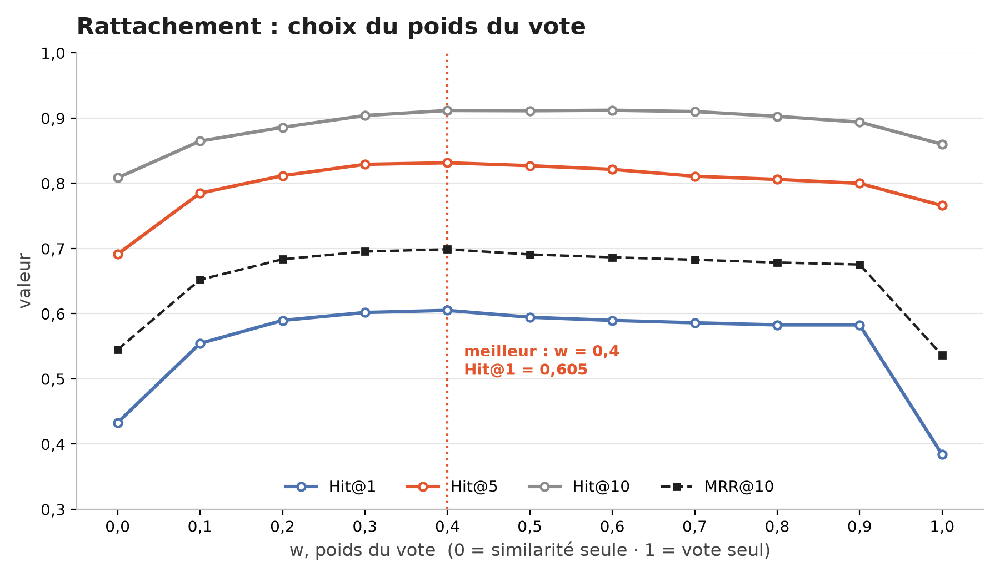 Rattachement : choix du poids du vote
1,0
0,9
0,8
0,7
0,6
0,5
0,4
0,3
valeur
meilleur : w = 0,4
Hit@1 = 0,605
Hit@1 Hit@5 Hit@10 MRR@10
0,0 0,1 0,2 0,3 0,4 0,5 0,6 0,7 0,8 0,9 1,0
w, poids du vote (0 = similarité seule · 1 = vote seul)